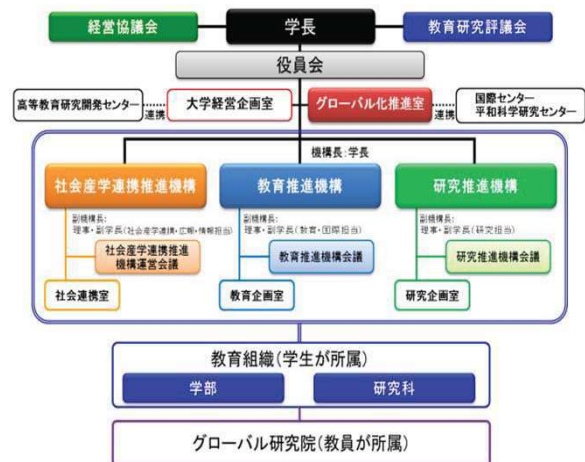 経営協議会
学長
教育研究評議会
役員会
高等教育研究開発センター
連携
大学経営企画室
グローバル化推進室
連携
国際センター
平和科学研究センター
機構長:学長
社会産学連携推進機構
副機構長:
理事・副学長(社会産学連携・広報・情報担当)
社会産学連携推進
機構運営会議
社会連携室
教育推進機構
副機構長:
理事・副学長(教育・国際担当)
教育推進機構会議
教育企画室
研究推進機構
副機構長:
理事・副学長(研究担当)
研究推進機構会議
研究企画室
教育組織(学生が所属)
学部
研究科
グローバル研究院(教員が所属)